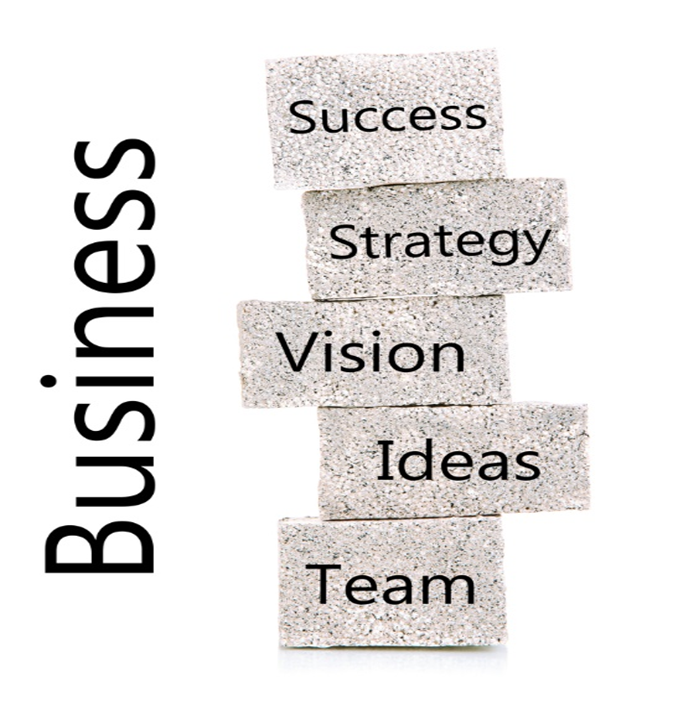 Business
Success
Strategy
Vision
Ideas
Team